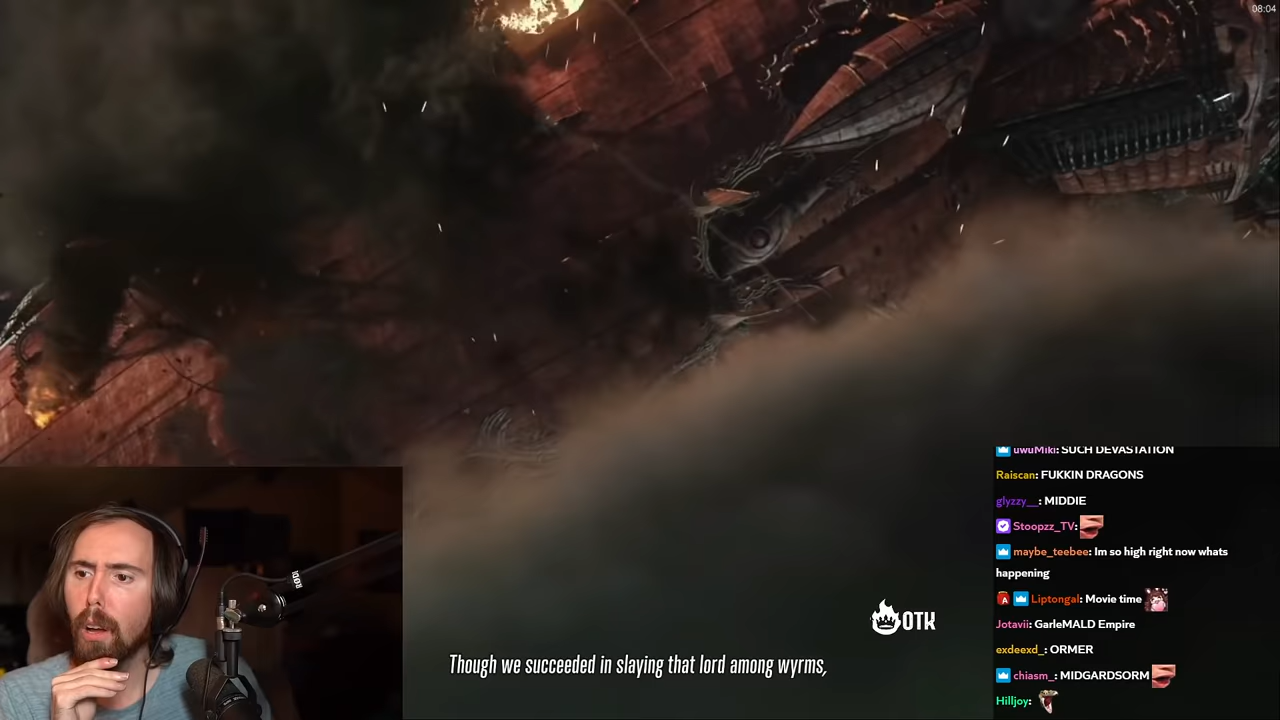 08:04
uwuMiki: SUCH DEVASTATION
Raiscan: FUKKIN DRAGONS
glyzzy__: MIDDIE
Stoopzz_TV:
maybe_teebee: Im so high right now whats
happening
Liptongal: Movie time
Jotavii: GarleMALD Empire
exdeexd_: ORMER
chiasm_: MIDGARDSORM
Hilljoy:
RØDE
OTK
Though we succeeded in slaying that lord among wyrms,